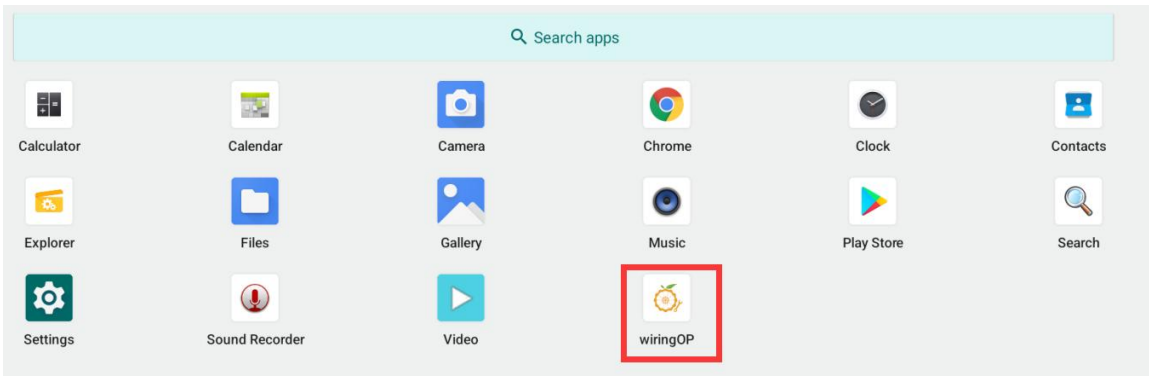 Search apps
Calculator
Calendar
Camera
Chrome
Clock
Contacts
Explorer
Files
Gallery
Music
Play Store
Search
Settings
Sound Recorder
Video
wiringOP